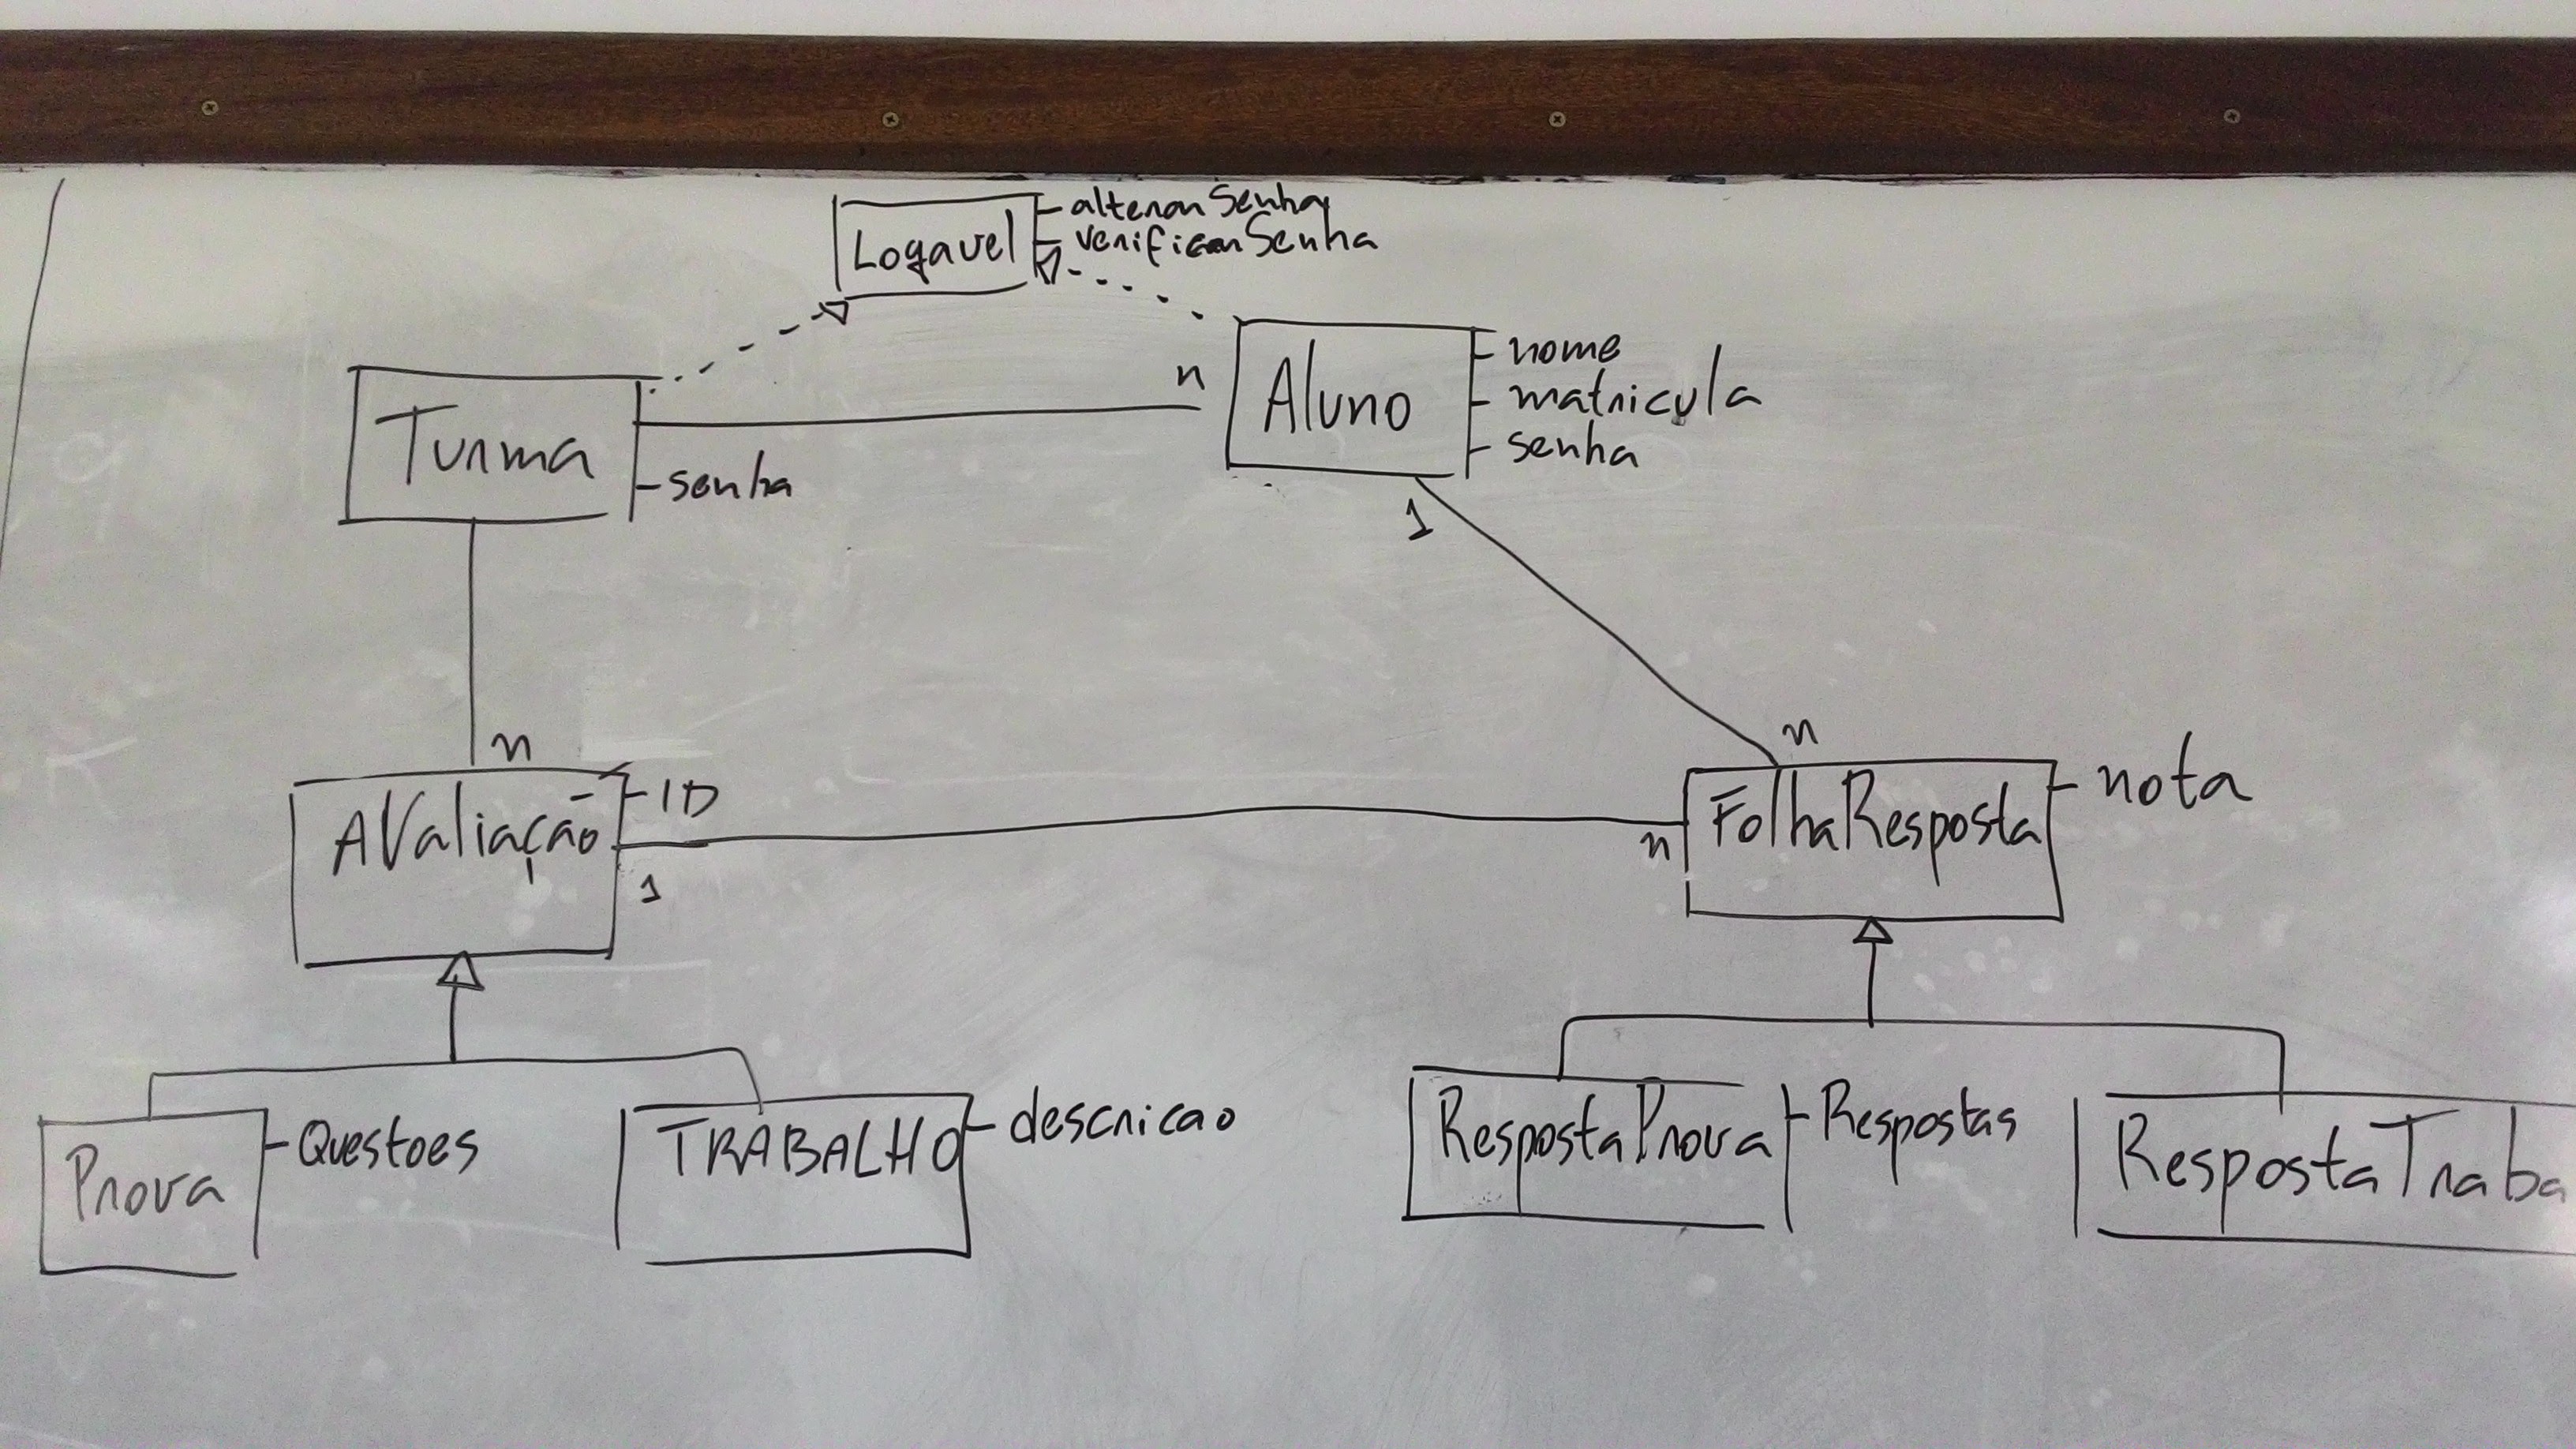 Logavel
alterarSenha
verificarSenha
Turma
senha
n
Aluno
nome
matricula
senha
1
n
n
Avaliação
ID
1
n
FolhaResposta
nota
Prova
Questoes
TRABALHO
descricao
RespostaProva
Respostas
RespostaTraba